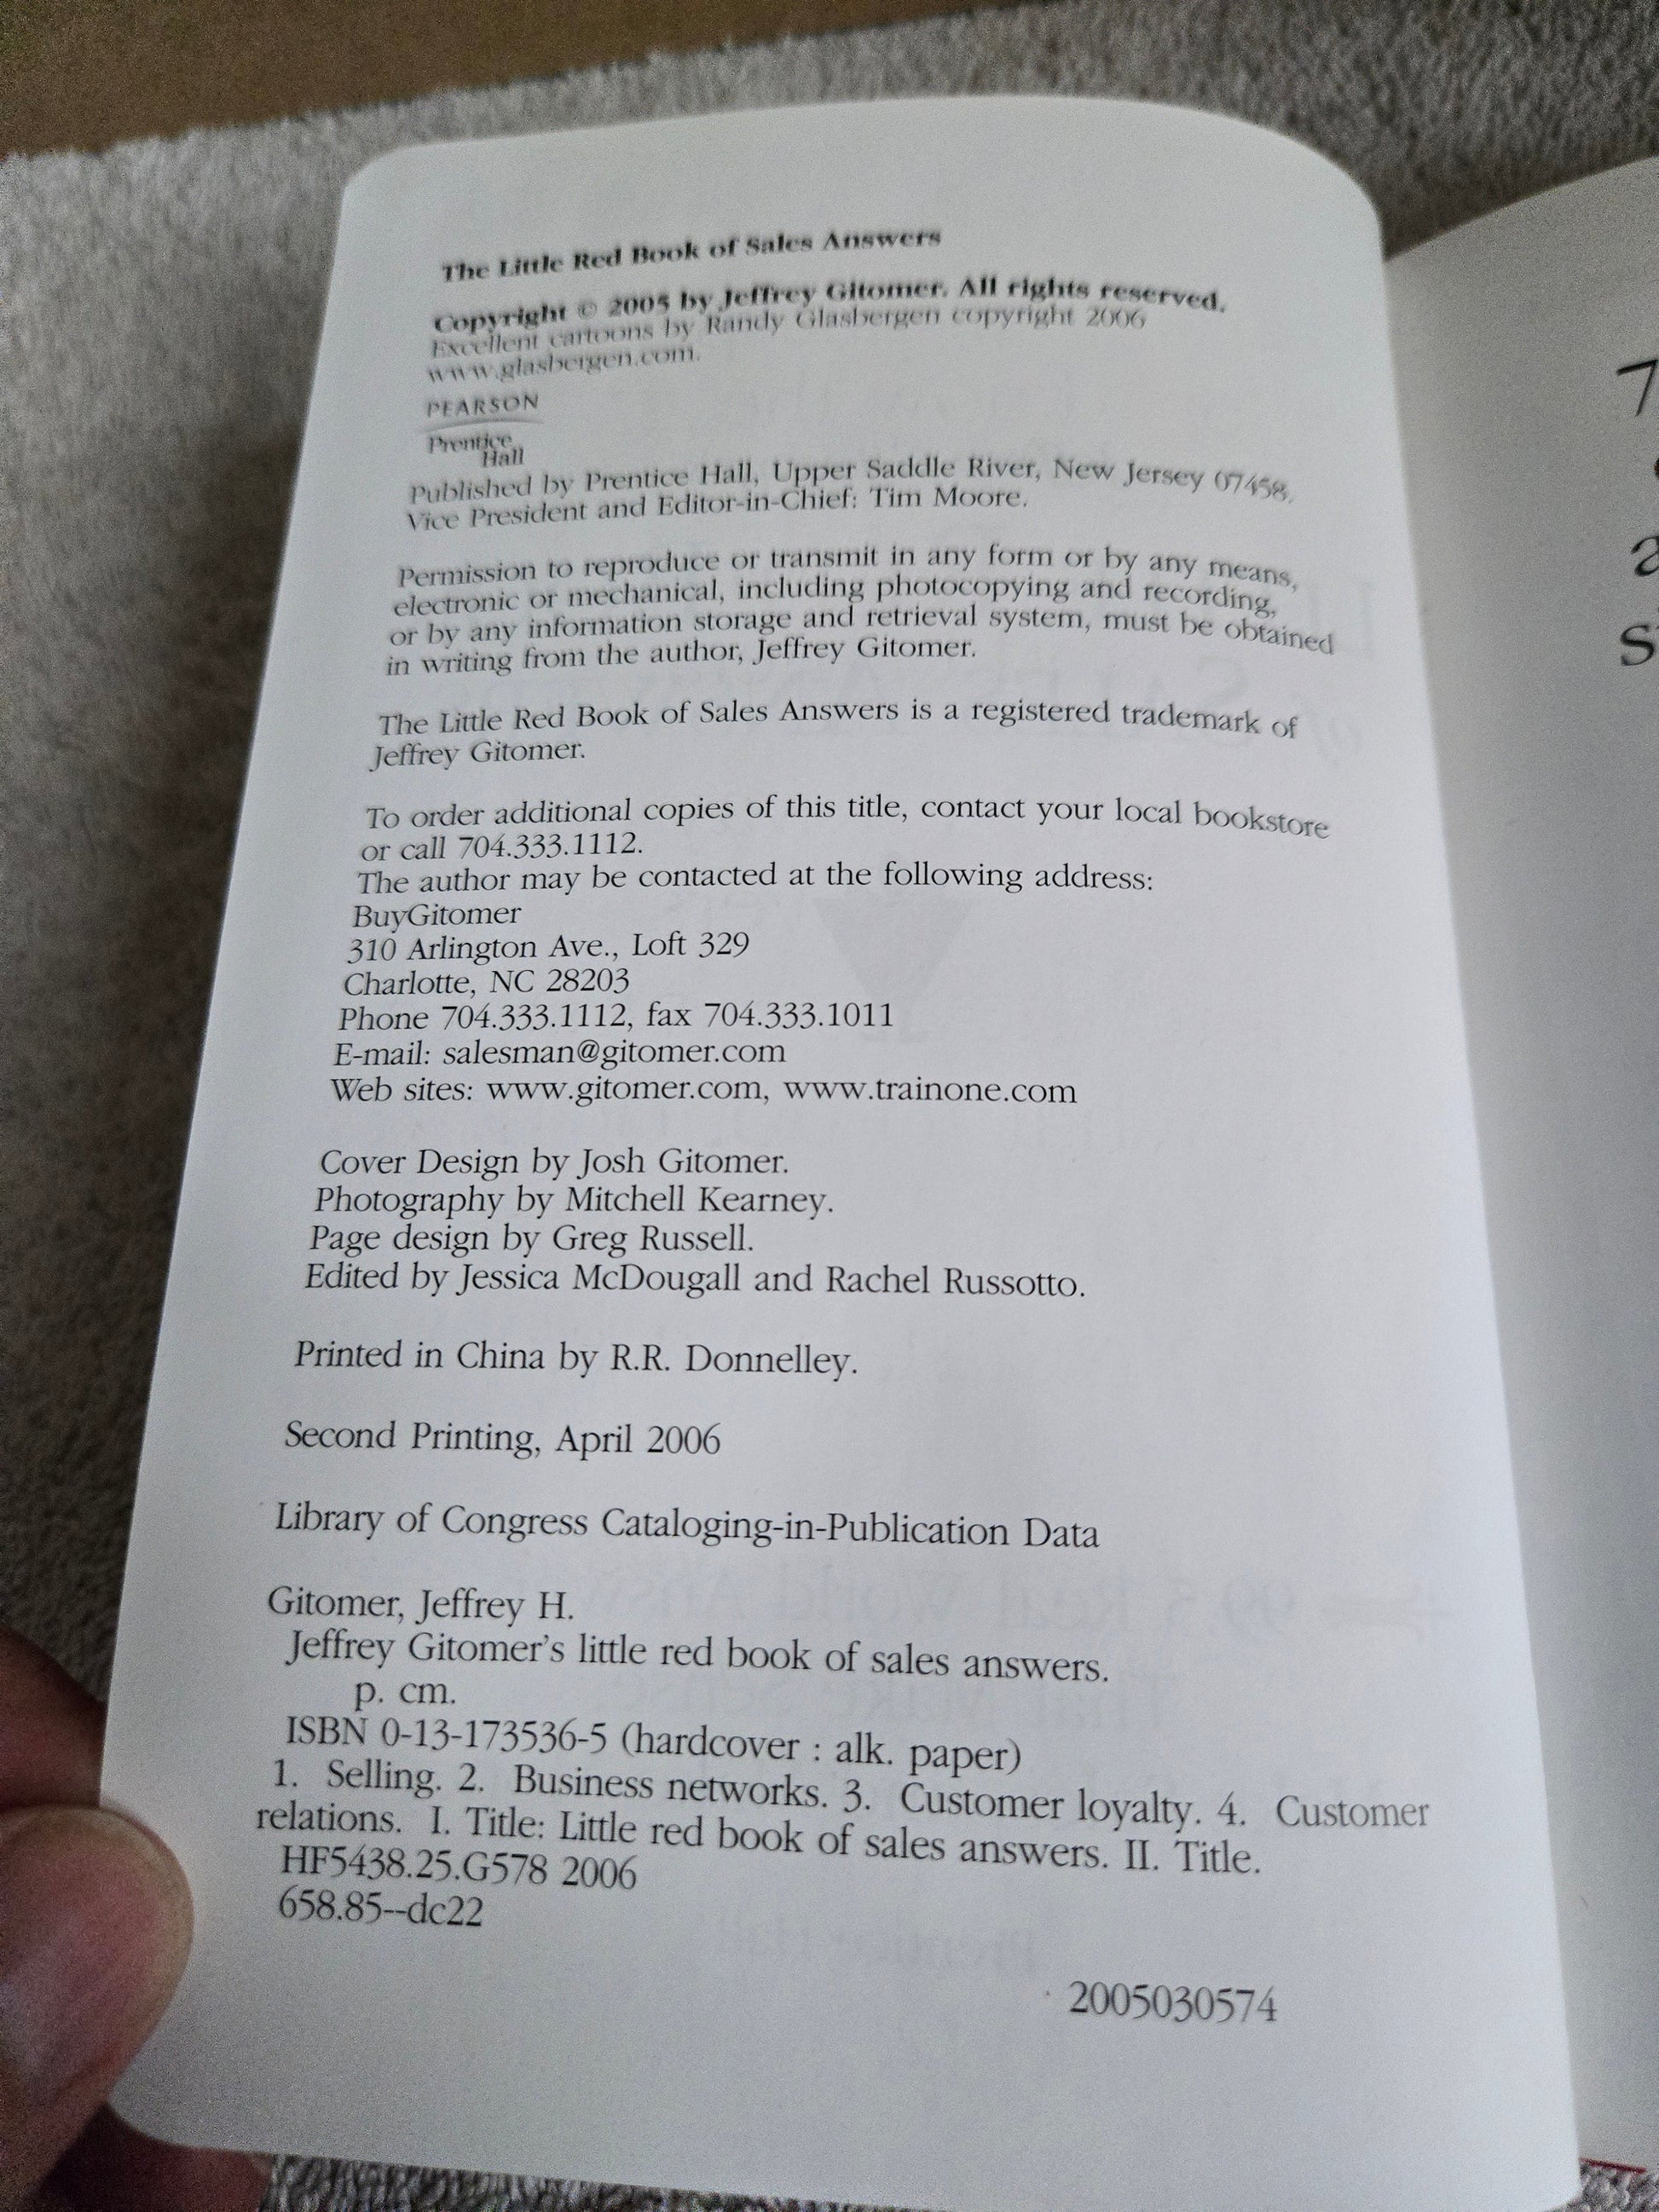 The Little Red Book of Sales Answers
Copyright © 2005 by Jeffrey Gitomer. All rights reserved.
Excellent cartoons by Randy Glasbergen copyright 2006
www.glasbergen.com.
PEARSON
Prentice
Hall
Published by Prentice Hall, Upper Saddle River, New Jersey 07458.
Vice President and Editor-in-Chief: Tim Moore.
Permission to reproduce or transmit in any form or by any means,
electronic or mechanical, including photocopying and recording,
or by any information storage and retrieval system, must be obtained
in writing from the author, Jeffrey Gitomer.
The Little Red Book of Sales Answers is a registered trademark of
Jeffrey Gitomer.
To order additional copies of this title, contact your local bookstore
or call 704.333.1112.
The author may be contacted at the following address:
BuyGitomer
310 Arlington Ave., Loft 329
Charlotte, NC 28203
Phone 704.333.1112, fax 704.333.1011
E-mail: salesman@gitomer.com
Web sites: www.gitomer.com, www.trainone.com
Cover Design by Josh Gitomer.
Photography by Mitchell Kearney.
Page design by Greg Russell.
Edited by Jessica McDougall and Rachel Russotto.
Printed in China by R.R. Donnelley.
Second Printing, April 2006
Library of Congress Cataloging-in-Publication Data
Gitomer, Jeffrey H.
Jeffrey Gitomer's little red book of sales answers.
p. cm.
ISBN 0-13-173536-5 (hardcover : alk. paper)
1. Selling. 2. Business networks. 3. Customer loyalty. 4. Customer
relations. I. Title: Little red book of sales answers. II. Title.
HF5438.25.G578 2006
658.85--dc22
2005030574